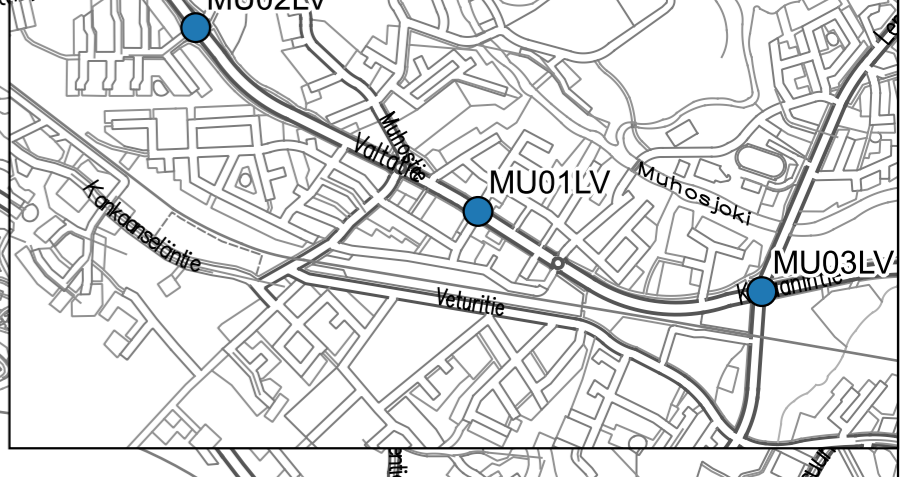 MU02LV
Muhostie
Valtatie
MU01LV
Muhosjoki
Kankaanseläntie
MU03LV
Veturitie